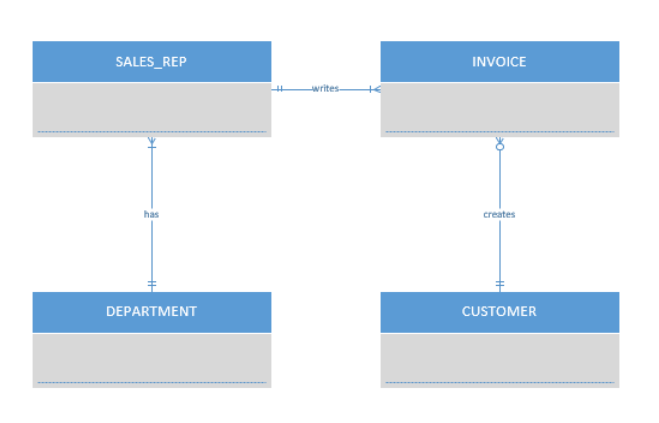 SALES_REP
INVOICE
writes
has
creates
DEPARTMENT
CUSTOMER